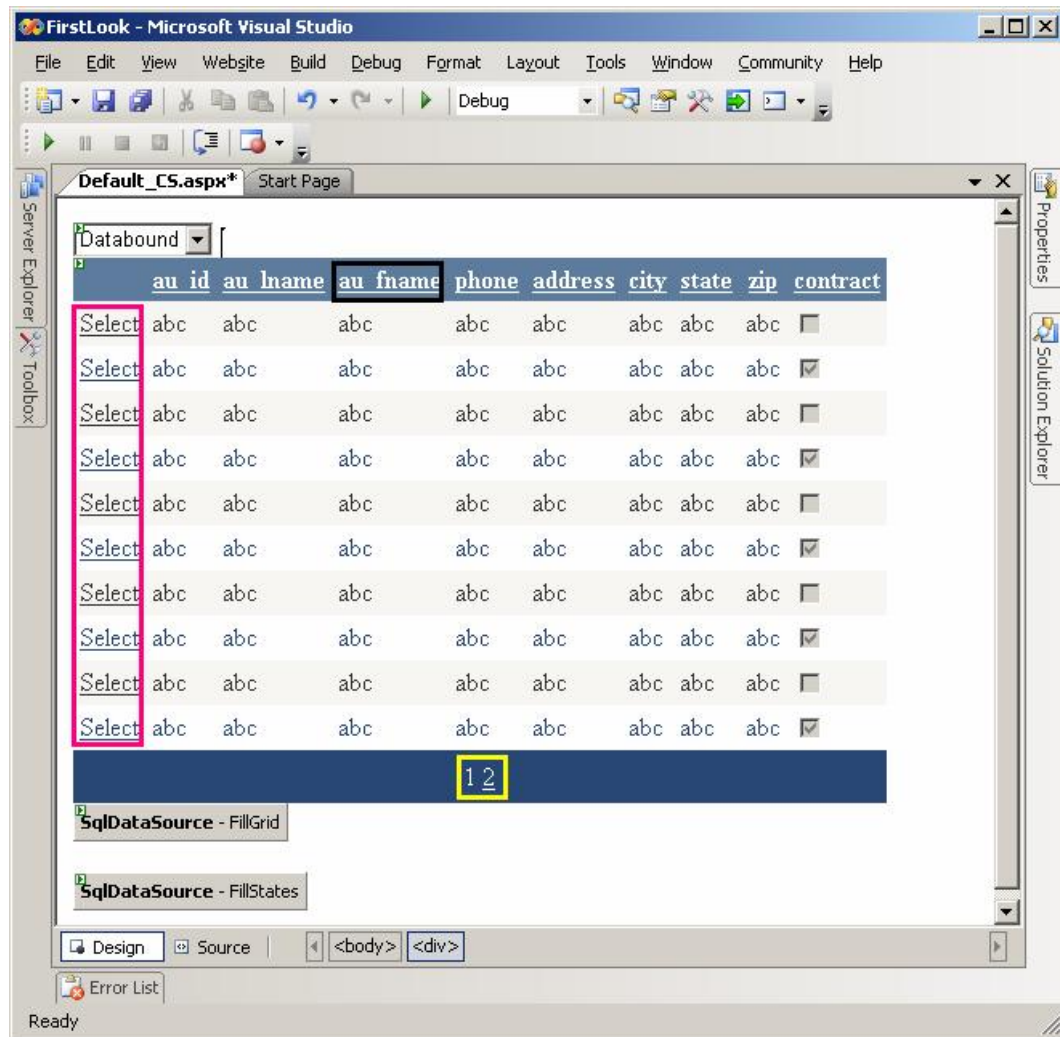 FirstLook - Microsoft Visual Studio
File Edit View Website Build Debug Format Layout Tools Window Community Help
Debug
Default_CS.aspx* Start Page
Server Explorer
Toolbox
Properties
Solution Explorer
Databound
au_id au_lname au_fname phone address city state zip contract
Select abc abc abc abc abc abc abc abc
Select abc abc abc abc abc abc abc abc
Select abc abc abc abc abc abc abc abc
Select abc abc abc abc abc abc abc abc
Select abc abc abc abc abc abc abc abc
Select abc abc abc abc abc abc abc abc
Select abc abc abc abc abc abc abc abc
Select abc abc abc abc abc abc abc abc
Select abc abc abc abc abc abc abc abc
Select abc abc abc abc abc abc abc abc
1 2
SqlDataSource - FillGrid
SqlDataSource - FillStates
Design Source <body> <div>
Error List
Ready